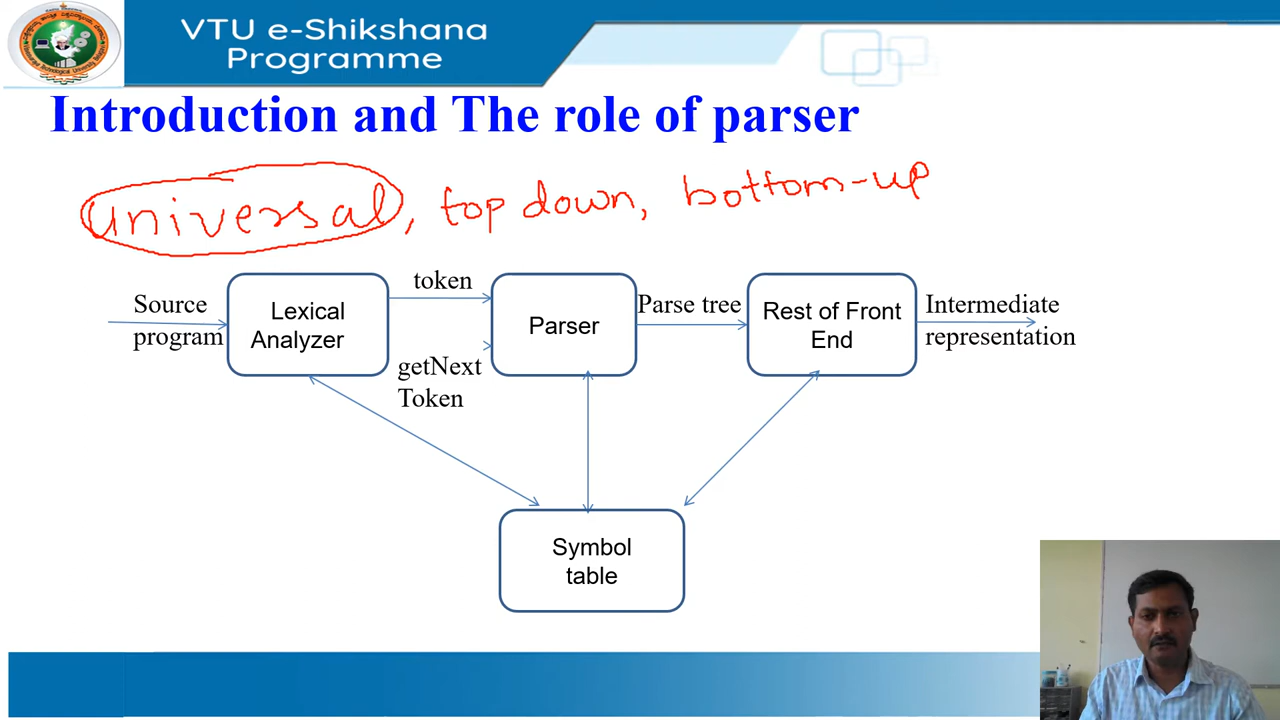 VTU e-Shikshana
Programme
Introduction and The role of parser
universal, top down, bottom-up
Source
program
Lexical
Analyzer
token
getNext
Token
Parser
Parse tree
Rest of Front
End
Intermediate
representation
Symbol
table